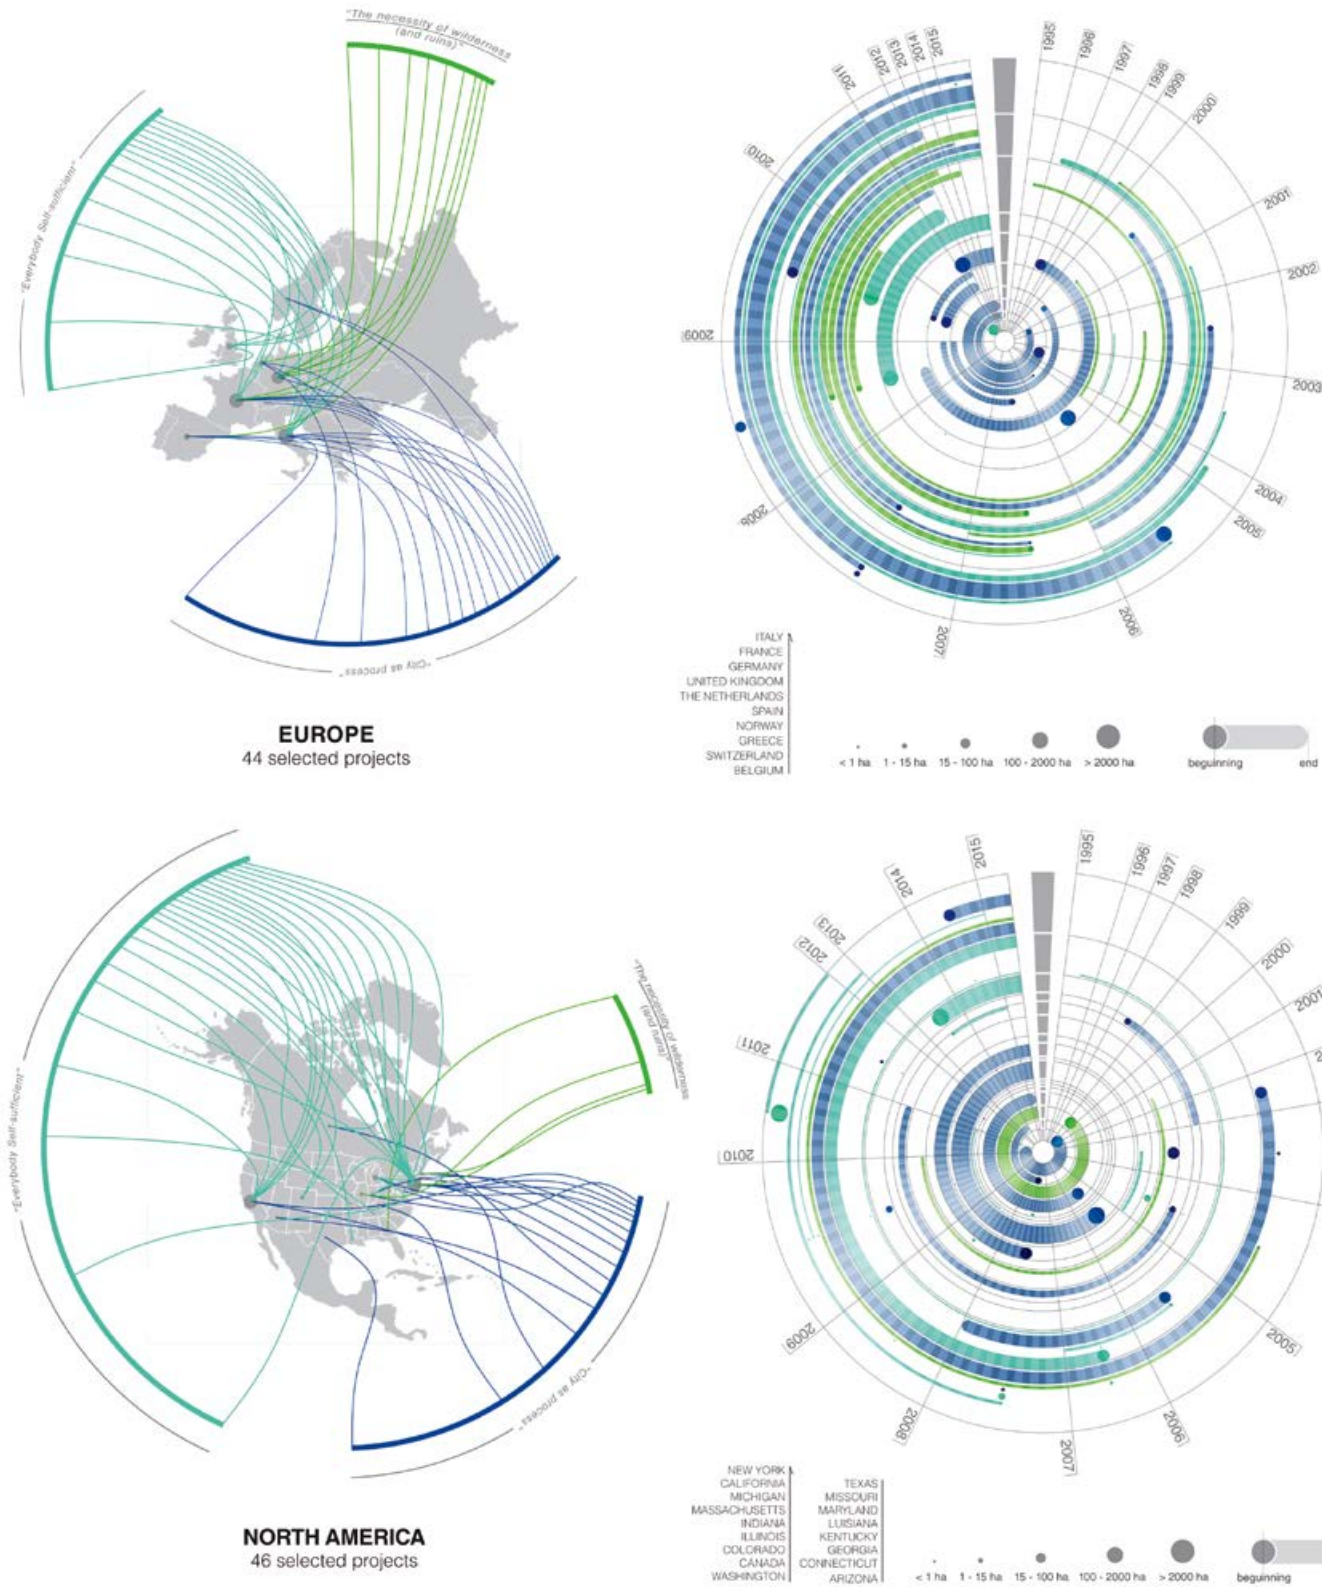 "The necessity of wilderness
(and ruins)"
"Everybody Self-sufficient"
"City as process"
EUROPE
44 selected projects
1995
1996
1997
1998
1999
2000
2001
2002
2003
2004
2005
2006
2007
2008
2009
2010
2011
2012
2013
2014
2015
ITALY
FRANCE
GERMANY
UNITED KINGDOM
THE NETHERLANDS
SPAIN
NORWAY
GREECE
SWITZERLAND
BELGIUM
< 1 ha
1 - 15 ha
15 - 100 ha
100 - 2000 ha
> 2000 ha
beguinning
end
"Everybody Self-sufficient"
"The necessity of wilderness
(and ruins)"
"City as process"
NORTH AMERICA
46 selected projects
1995
1996
1997
1998
1999
2000
2001
2005
2006
2007
2008
2009
2010
2011
2012
2013
2014
2015
NEW YORK
CALIFORNIA
MICHIGAN
MASSACHUSETTS
INDIANA
ILLINOIS
COLORADO
CANADA
WASHINGTON
TEXAS
MISSOURI
MARYLAND
LUISIANA
KENTUCKY
GEORGIA
CONNECTICUT
ARIZONA
< 1 ha
1 - 15 ha
15 - 100 ha
100 - 2000 ha
> 2000 ha
beguinning